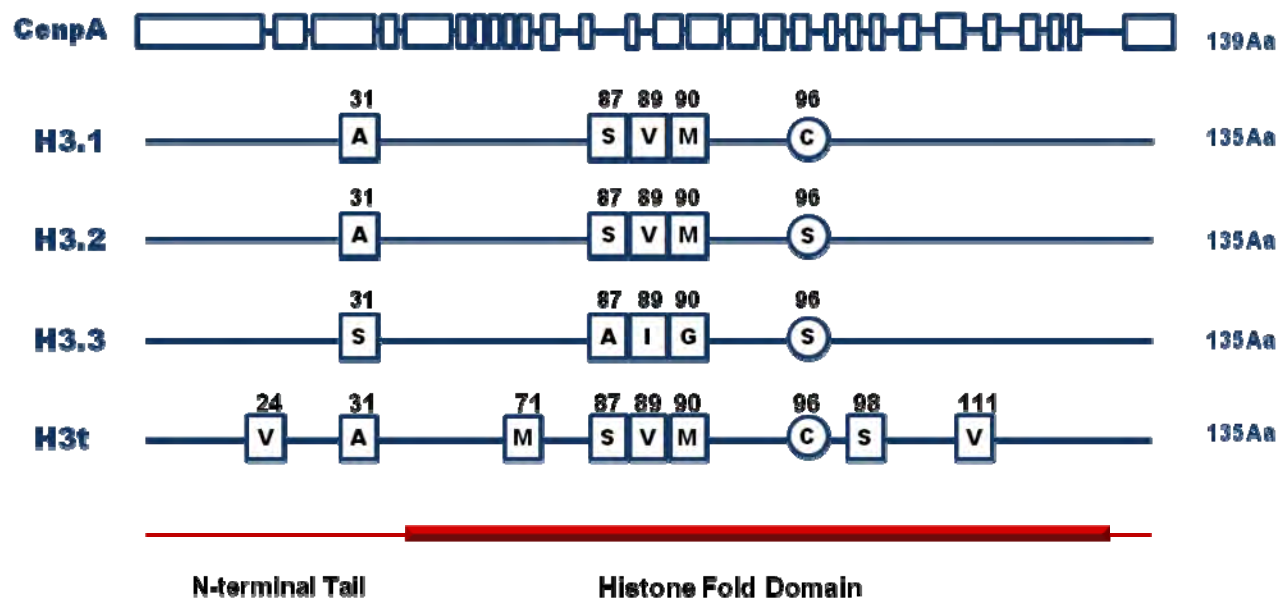 CenpA 139Aa
31 87 89 90 96
H3.1 A S V M C 135Aa
31 87 89 90 96
H3.2 A S V M S 135Aa
31 87 89 90 96
H3.3 S A I G S 135Aa
24 31 71 87 89 90 96 98 111
H3t V A M S V M C S V 135Aa
N-terminal Tail Histone Fold Domain